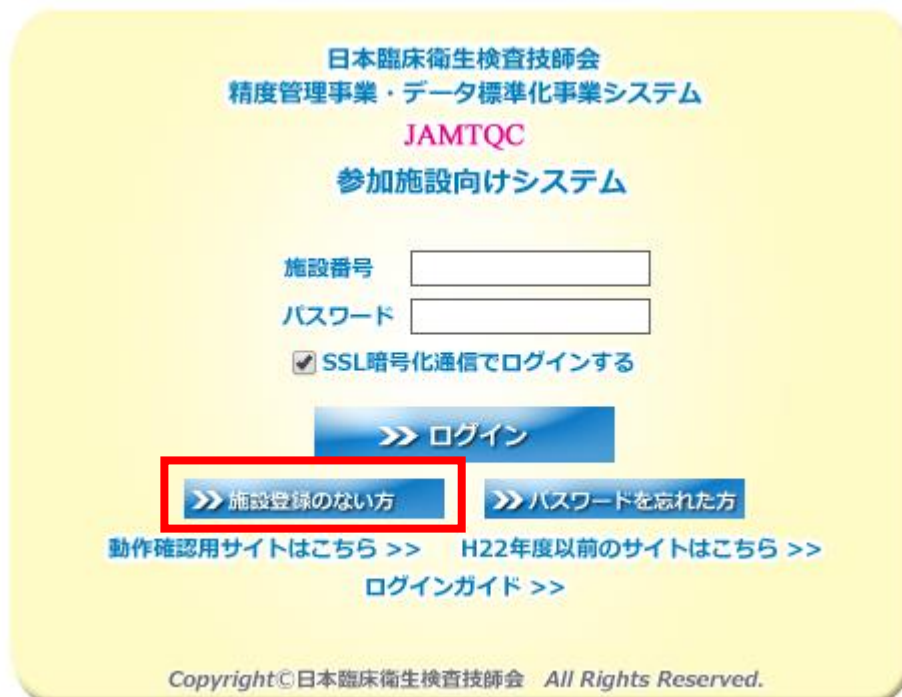 日本臨床衛生検査技師会
精度管理事業・データ標準化事業システム
JAMTQC
参加施設向けシステム
施設番号
パスワード
SSL暗号化通信でログインする
>> ログイン
>> 施設登録のない方 >> パスワードを忘れた方
動作確認用サイトはこちら >> H22年度以前のサイトはこちら >>
ログインガイド >>
Copyright©日本臨床衛生検査技師会 All Rights Reserved.